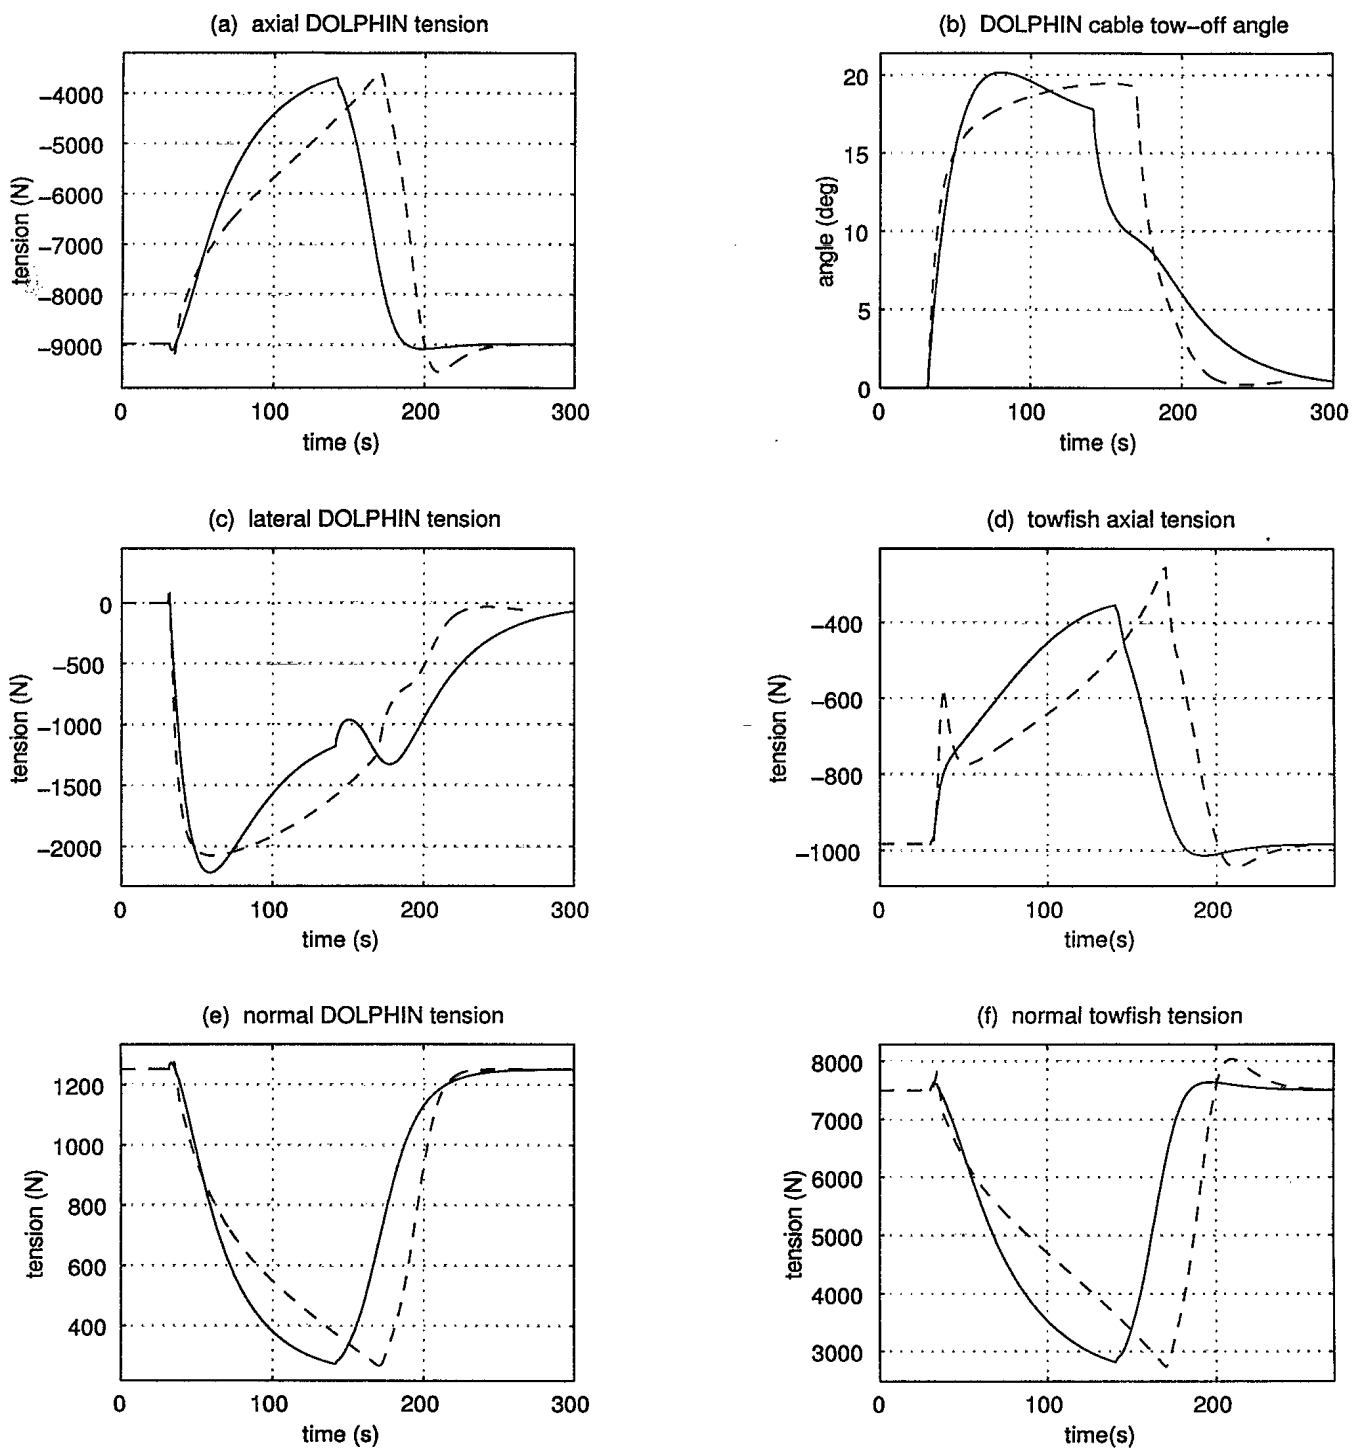 (a) axial DOLPHIN tension
tension (N)
−4000
−5000
−6000
−7000
−8000
−9000
0 100 200 300
time (s)
(b) DOLPHIN cable tow−off angle
angle (deg)
20
15
10
5
0
0 100 200 300
time (s)
(c) lateral DOLPHIN tension
tension (N)
0
−500
−1000
−1500
−2000
0 100 200 300
time (s)
(d) towfish axial tension
tension (N)
−400
−600
−800
−1000
0 100 200
time(s)
(e) normal DOLPHIN tension
tension (N)
1200
1000
800
600
400
0 100 200 300
time (s)
(f) normal towfish tension
tension (N)
8000
7000
6000
5000
4000
3000
0 100 200
time(s)